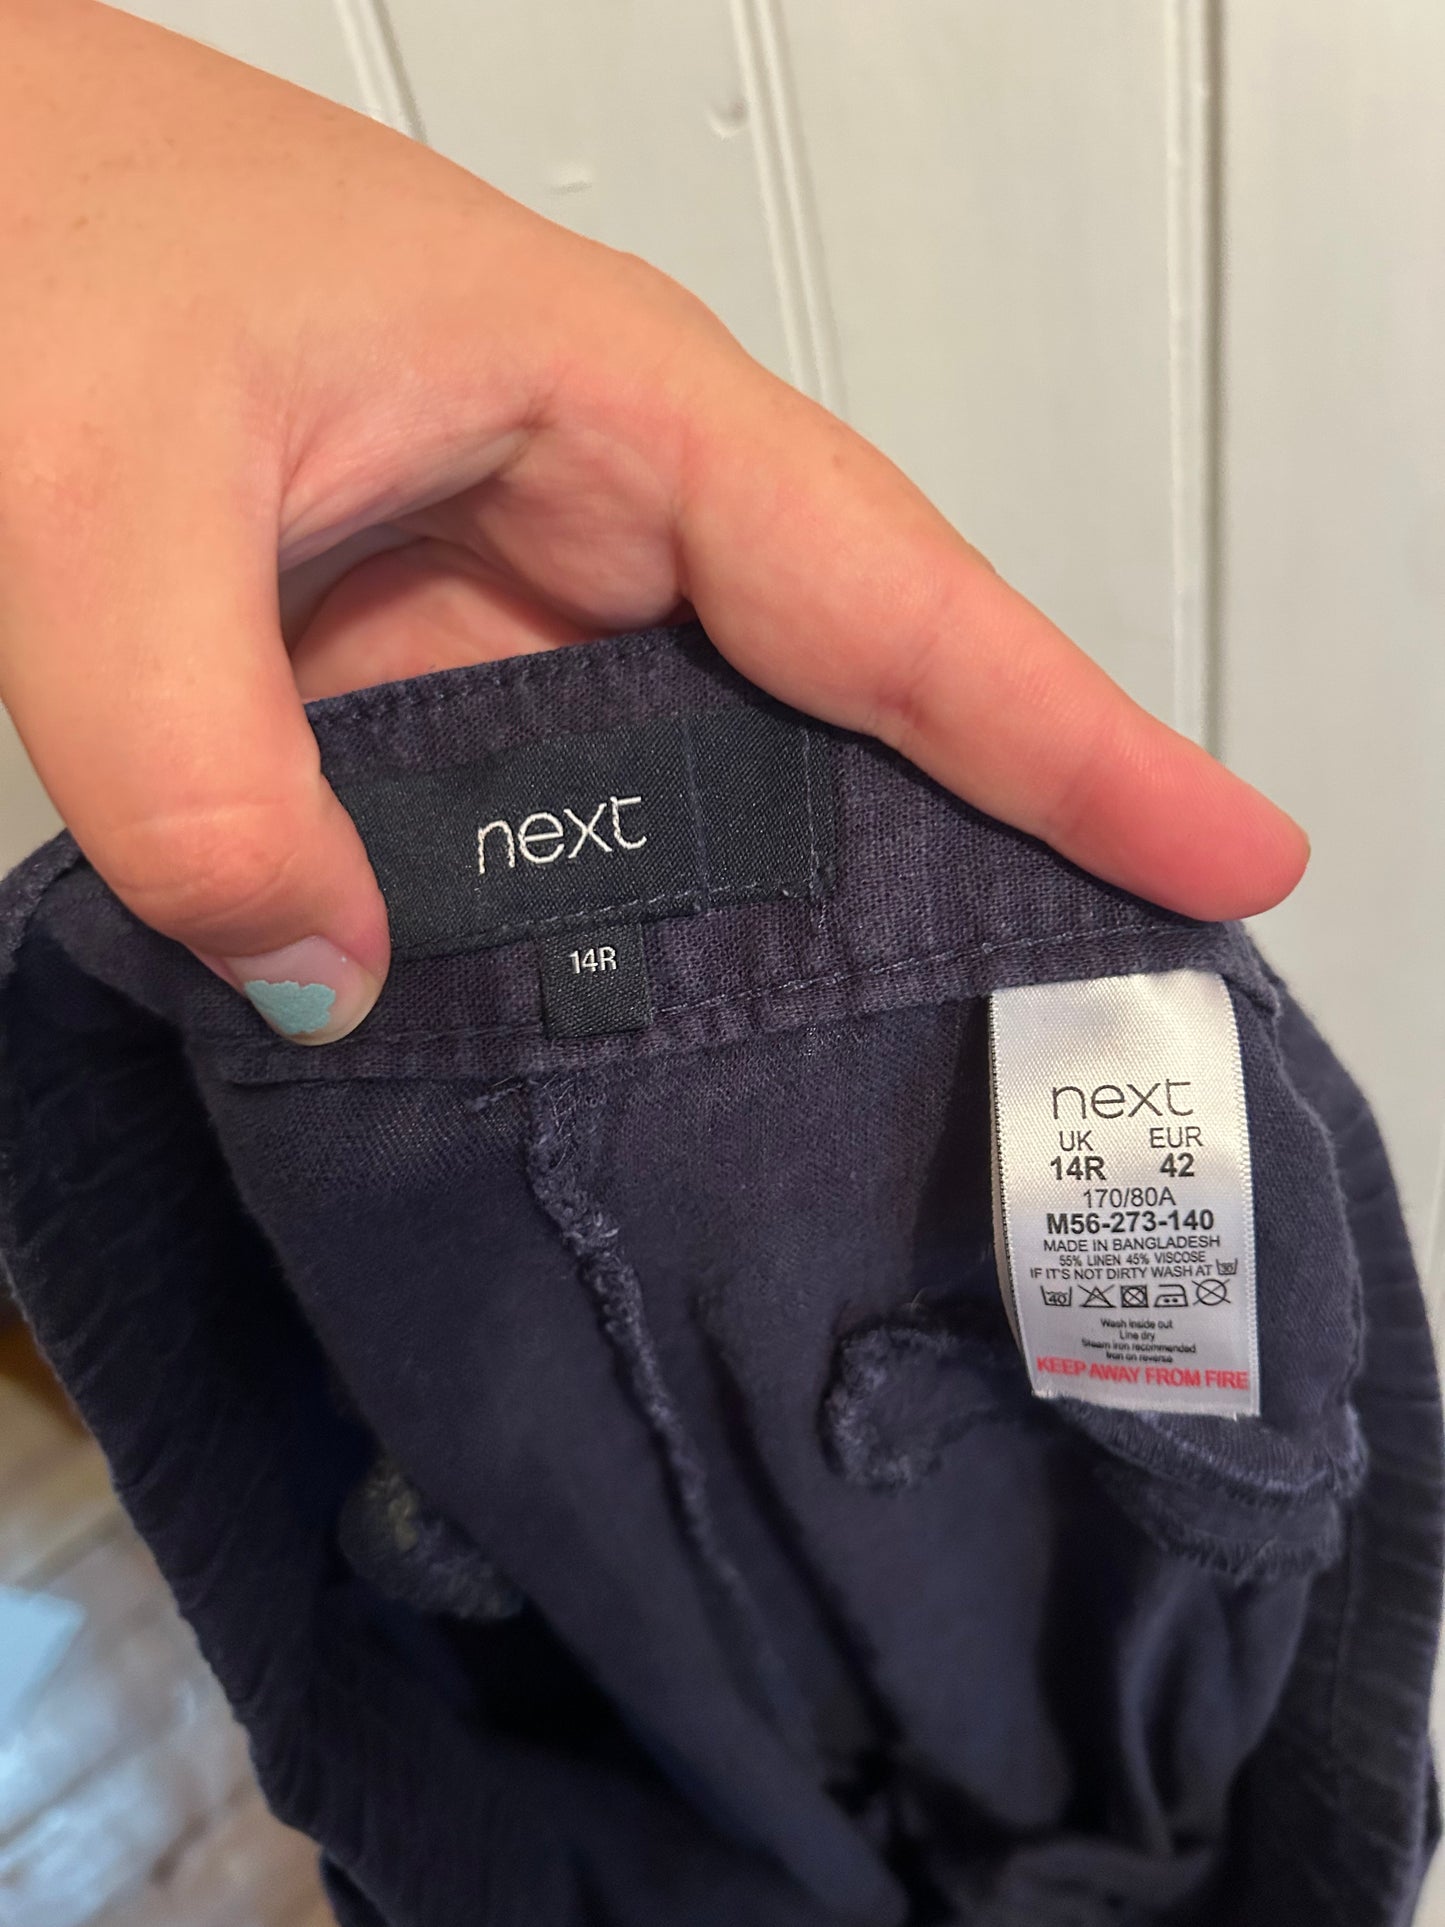 next
14R
next
UK EUR
14R 42
170/80A
M56-273-140
MADE IN BANGLADESH
55% LINEN 45% VISCOSE
IF IT'S NOT DIRTY WASH AT 30
40
Wash inside out
Line dry
Steam iron recommended
Iron on reverse
KEEP AWAY FROM FIRE